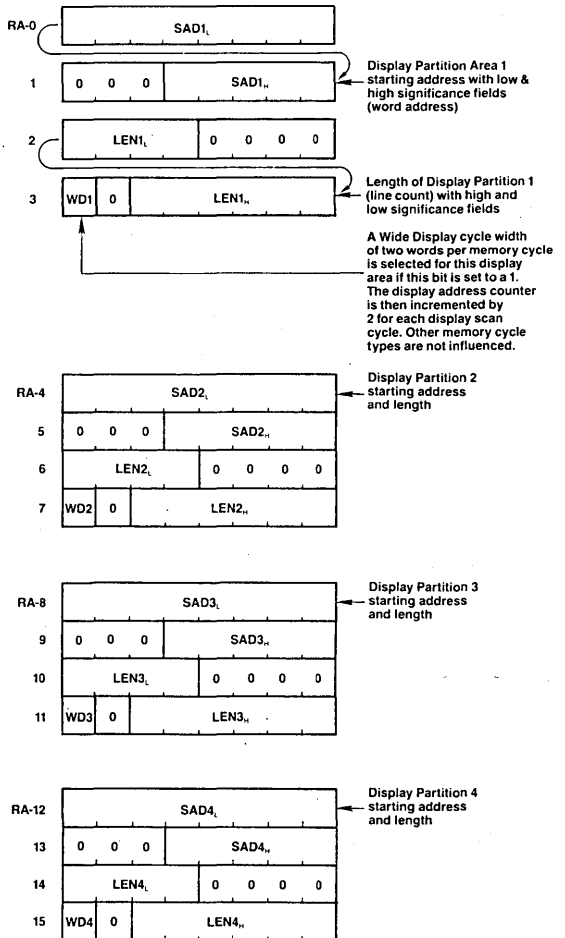 RA-0 SAD1L
1 0 0 0 SAD1H
Display Partition Area 1
starting address with low &
high significance fields
(word address)
2 LEN1L 0 0 0 0
3 WD1 0 LEN1H
Length of Display Partition 1
(line count) with high and
low significance fields
A Wide Display cycle width
of two words per memory cycle
is selected for this display
area if this bit is set to a 1.
The display address counter
is then incremented by
2 for each display scan
cycle. Other memory cycle
types are not influenced.
RA-4 SAD2L
Display Partition 2
starting address
and length
5 0 0 0 SAD2H
6 LEN2L 0 0 0 0
7 WD2 0 LEN2H
RA-8 SAD3L
Display Partition 3
starting address
and length
9 0 0 0 SAD3H
10 LEN3L 0 0 0 0
11 WD3 0 LEN3H
RA-12 SAD4L
Display Partition 4
starting address
and length
13 0 0 0 SAD4H
14 LEN4L 0 0 0 0
15 WD4 0 LEN4H